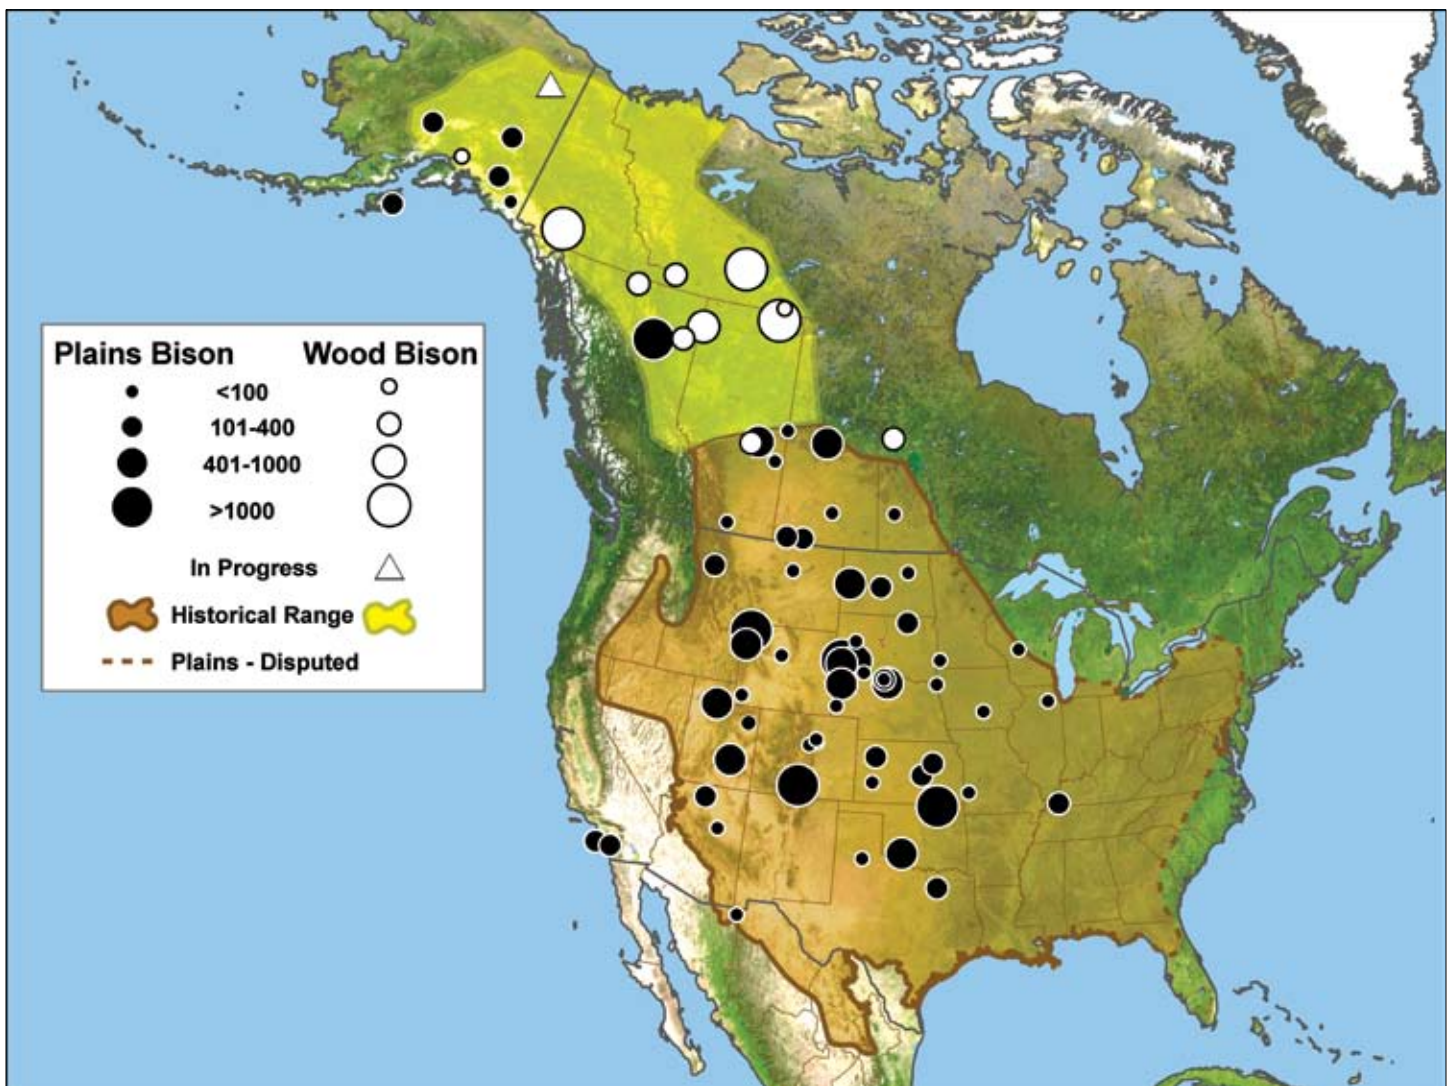 Plains Bison Wood Bison
<100
101-400
401-1000
>1000
In Progress
Historical Range
Plains - Disputed